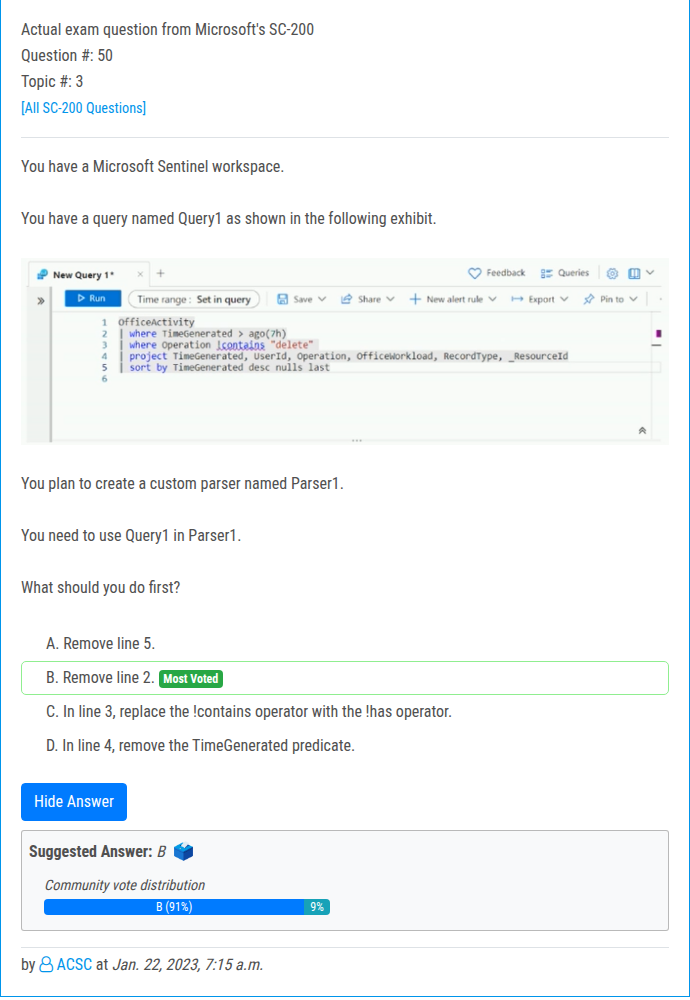 Actual exam question from Microsoft's SC-200
Question #: 50
Topic #: 3
[All SC-200 Questions]
You have a Microsoft Sentinel workspace.
You have a query named Query1 as shown in the following exhibit.
New Query 1* × +
Feedback Queries
» Run Time range : Set in query Save Share New alert rule Export Pin to
1 OfficeActivity
2 | where TimeGenerated > ago(7h)
3 | where Operation !contains "delete"
4 | project TimeGenerated, UserId, Operation, OfficeWorkload, RecordType, _ResourceId
5 | sort by TimeGenerated desc nulls last
6
You plan to create a custom parser named Parser1.
You need to use Query1 in Parser1.
What should you do first?
A. Remove line 5.
B. Remove line 2. Most Voted
C. In line 3, replace the !contains operator with the !has operator.
D. In line 4, remove the TimeGenerated predicate.
Hide Answer
Suggested Answer: B
Community vote distribution
B (91%) 9%
by ACSC at Jan. 22, 2023, 7:15 a.m.